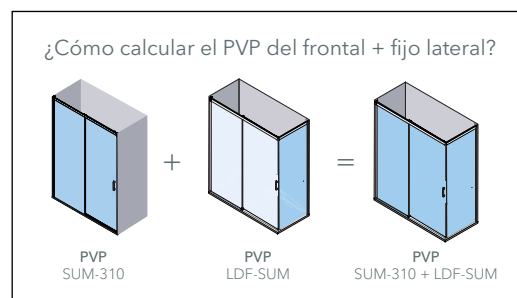 ¿Cómo calcular el PVP del frontal + fijo lateral?
+
=
PVP
SUM-310
PVP
LDF-SUM
PVP
SUM-310 + LDF-SUM